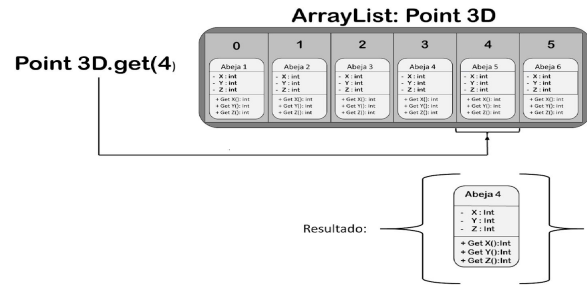 ArrayList: Point 3D
Point 3D.get(4)
0 1 2 3 4 5
Abeja 1
- X : int
- Y : int
- Z : int
+ Get X(): Int
+ Get Y(): Int
+ Get Z(): Int
Abeja 2
- X : int
- Y : int
- Z : int
+ Get X(): Int
+ Get Y(): Int
+ Get Z(): Int
Abeja 3
- X : int
- Y : int
- Z : int
+ Get X(): Int
+ Get Y(): Int
+ Get Z(): Int
Abeja 4
- X : int
- Y : int
- Z : int
+ Get X(): Int
+ Get Y(): Int
+ Get Z(): Int
Abeja 5
- X : int
- Y : int
- Z : int
+ Get X(): Int
+ Get Y(): Int
+ Get Z(): Int
Abeja 6
- X : int
- Y : int
- Z : int
+ Get X(): Int
+ Get Y(): Int
+ Get Z(): Int
Resultado:
Abeja 4
- X : Int
- Y : Int
- Z : Int
+ Get X():Int
+ Get Y():Int
+ Get Z():Int